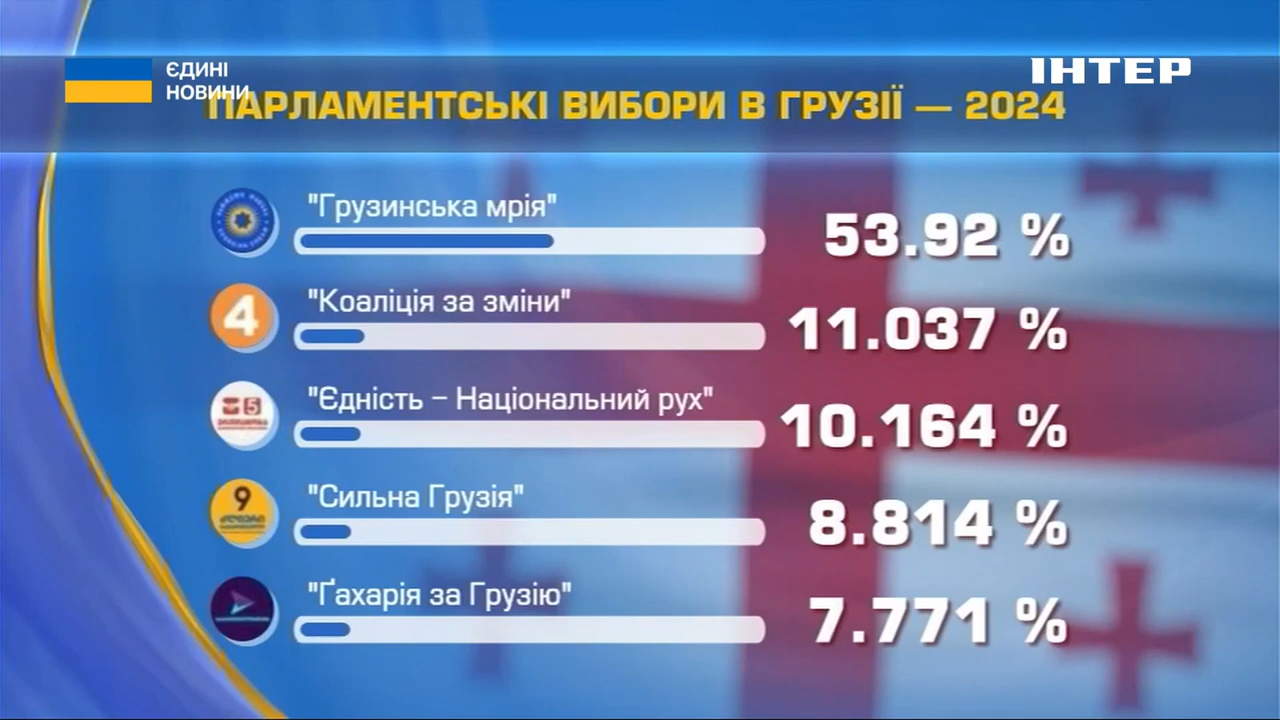 ЄДИНІ
НОВИНИ
ІНТЕР
ПАРЛАМЕНТСЬКІ ВИБОРИ В ГРУЗІЇ — 2024
"Грузинська мрія"
53.92 %
4
"Коаліція за зміни"
11.037 %
5
"Єдність – Національний рух"
10.164 %
9
"Сильна Грузія"
8.814 %
"Ґахарія за Грузію"
7.771 %